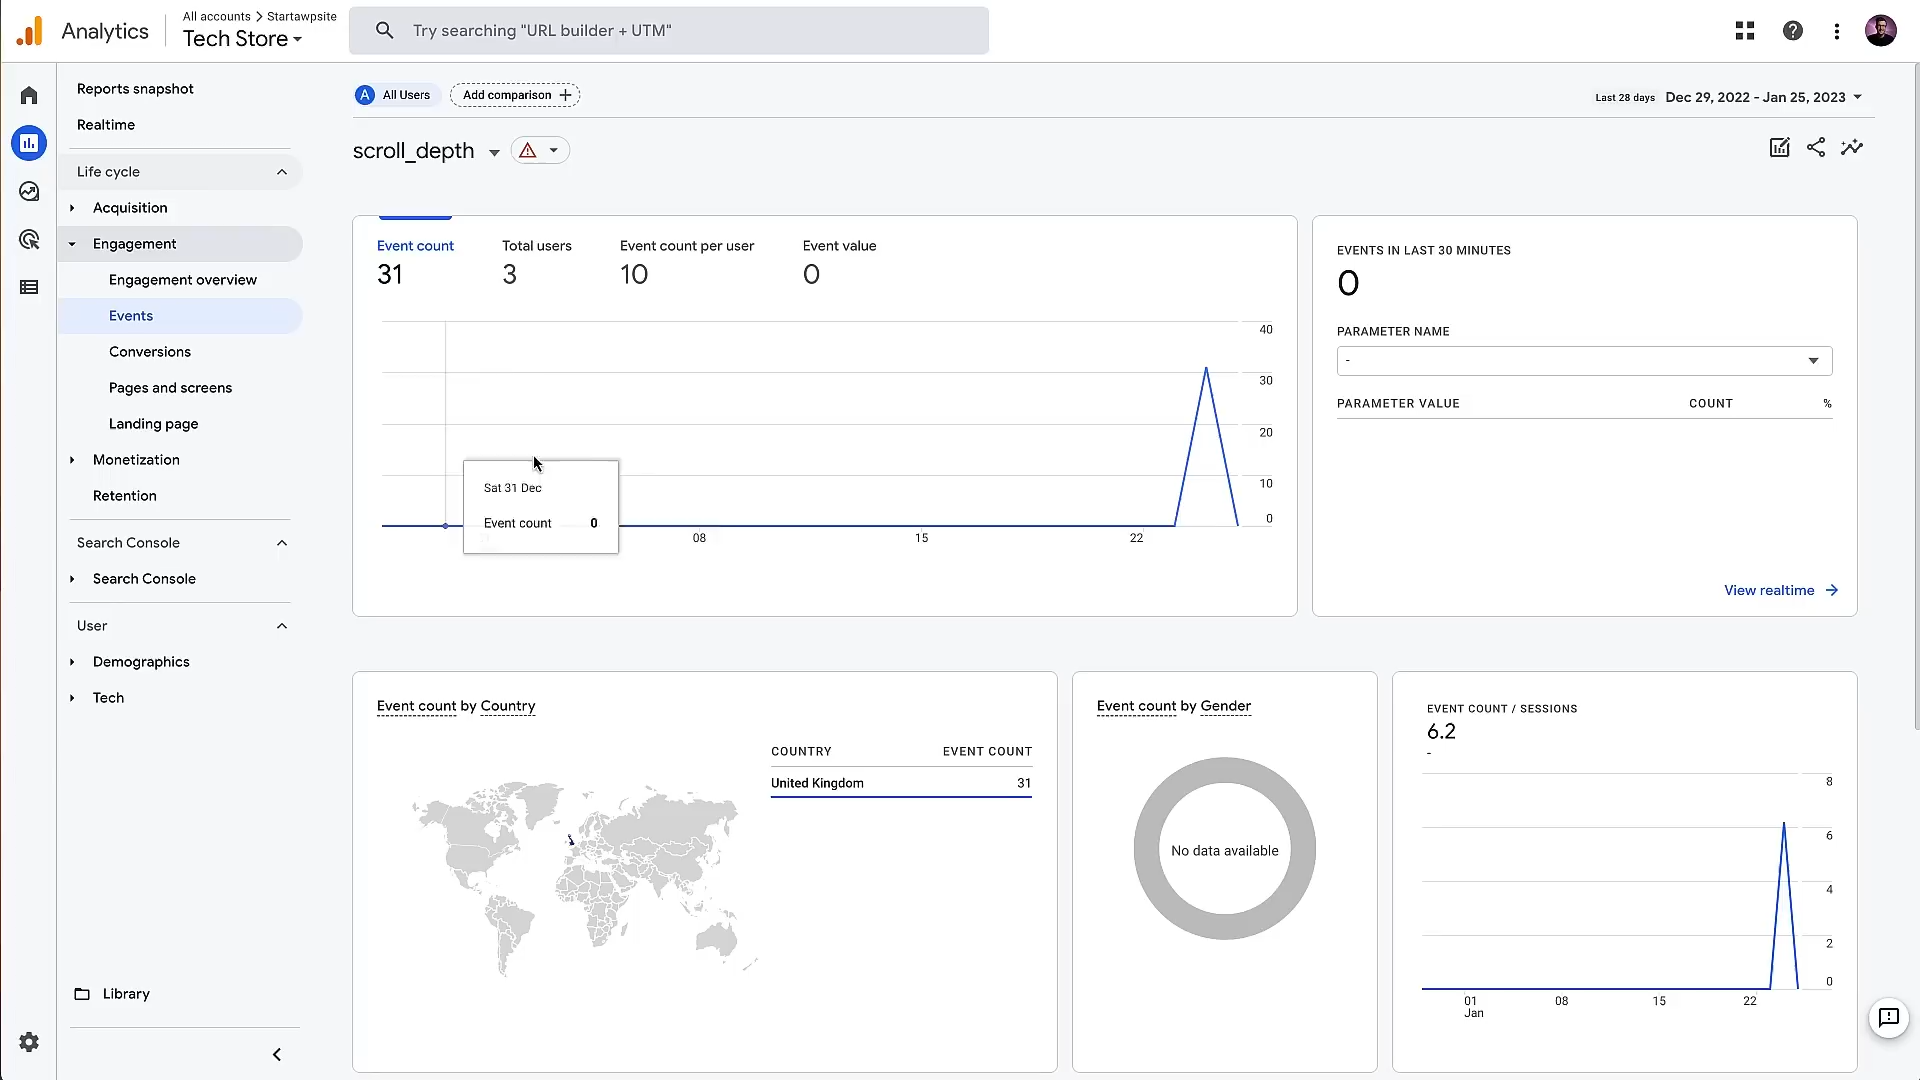 Analytics
All accounts > Startawpsite
Tech Store
Try searching "URL builder + UTM"
Reports snapshot
Realtime
Life cycle
Acquisition
Engagement
Engagement overview
Events
Conversions
Pages and screens
Landing page
Monetization
Retention
Search Console
Search Console
User
Demographics
Tech
Library
A All Users
Add comparison +
Last 28 days Dec 29, 2022 - Jan 25, 2023
scroll_depth
Event count
31
Total users
3
Event count per user
10
Event value
0
40
30
20
10
0
08
15
22
Sat 31 Dec
Event count 0
EVENTS IN LAST 30 MINUTES
0
PARAMETER NAME
-
PARAMETER VALUE COUNT %
View realtime
Event count by Country
COUNTRY EVENT COUNT
United Kingdom 31
Event count by Gender
No data available
EVENT COUNT / SESSIONS
6.2
-
8
6
4
2
0
01
Jan
08
15
22